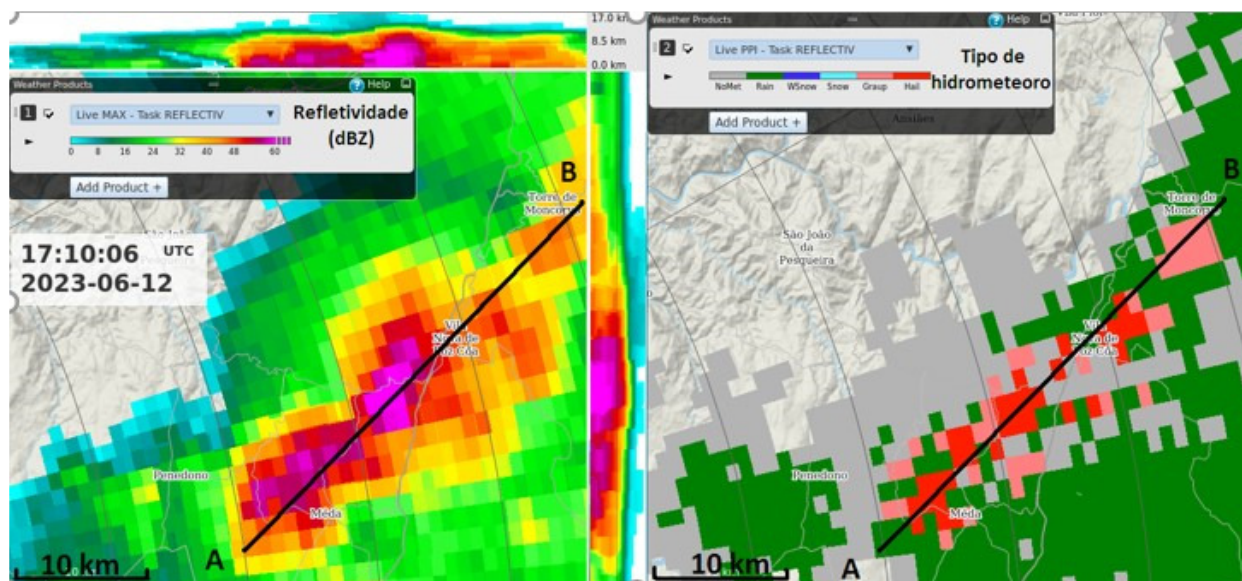 17.0 km
8.5 km
0.0 km
Weather Products
Help
1
Live MAX - Task REFLECTIV
Refletividade
(dBZ)
0 8 16 24 32 40 48 60
Add Product +
17:10:06 UTC
2023-06-12
B
Torre de
Moncorvo
Vila
Nova de
Foz Côa
Penedono
Mêda
A
10 km
Weather Products
Help
2
Live PPI - Task REFLECTIV
Tipo de
hidrometeoro
NoMet Rain WSnow Snow Graup Hail
Add Product +
B
Torre de
Moncorvo
São João
da
Pesqueira
Vila
Nova de
Foz Côa
Penedono
Mêda
A
10 km